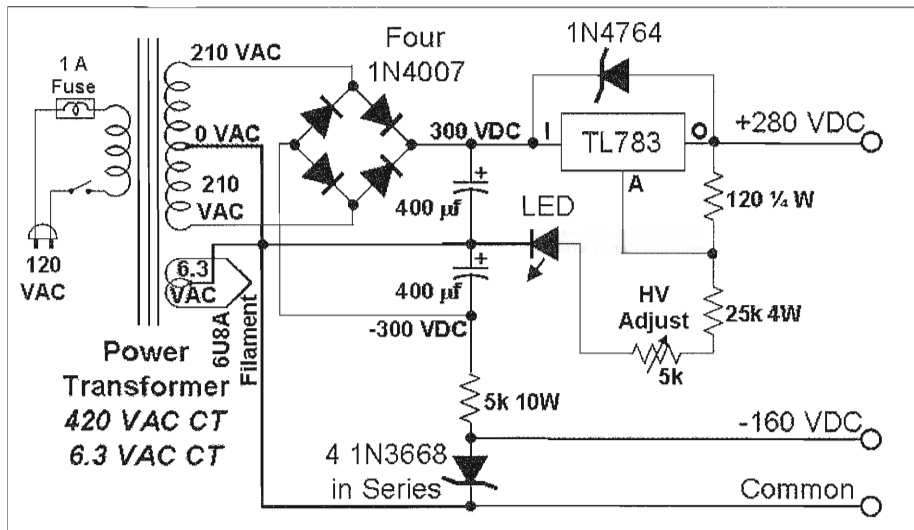 210 VAC
Four
1N4007
1N4764
1 A
Fuse
0 VAC
300 VDC
I
TL783
O
+280 VDC
A
210
VAC
400 µf
+
LED
120 ¼ W
120
VAC
6.3
VAC
6U8A
Filament
400 µf
+
-300 VDC
HV
Adjust
25k 4W
5k
Power
Transformer
420 VAC CT
6.3 VAC CT
5k 10W
-160 VDC
4 1N3668
in Series
Common